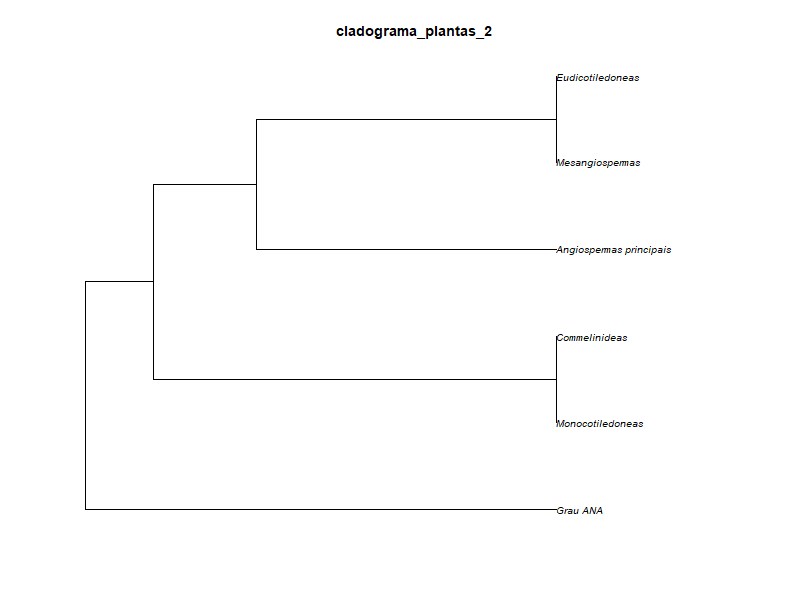 cladograma_plantas_2
Eudicotiledoneas
Mesangiospermas
Angiospermas principais
Commelinideas
Monocotiledoneas
Grau ANA